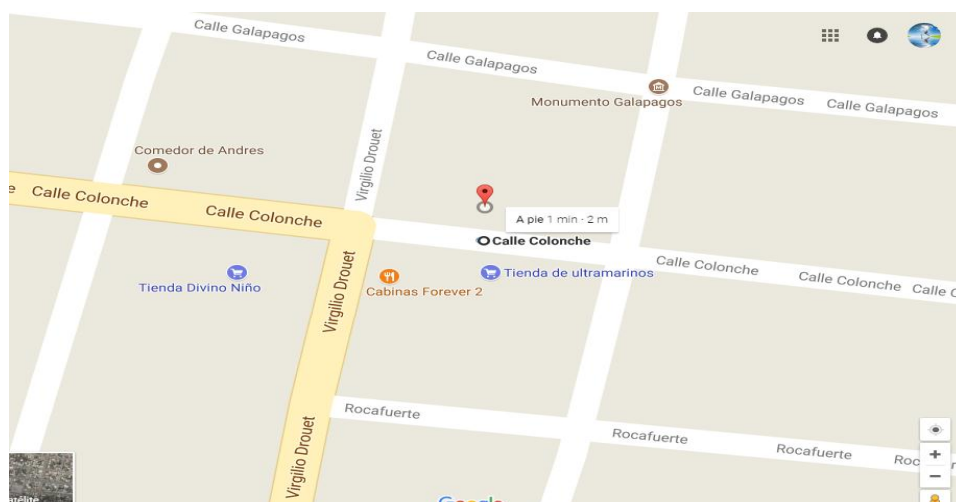 Calle Galapagos
Calle Galapagos
Calle Galapagos
Calle Galapagos
Monumento Galapagos
Virgilio Drouet
Comedor de Andres
Calle Colonche
Calle Colonche
A pie 1 min - 2 m
Calle Colonche
Calle Colonche
Calle Colonche
Calle
Tienda Divino Niño
Cabinas Forever 2
Tienda de ultramarinos
Virgilio Drouet
Rocafuerte
Rocafuerte
Rocafuerte
Virgilio Drouet